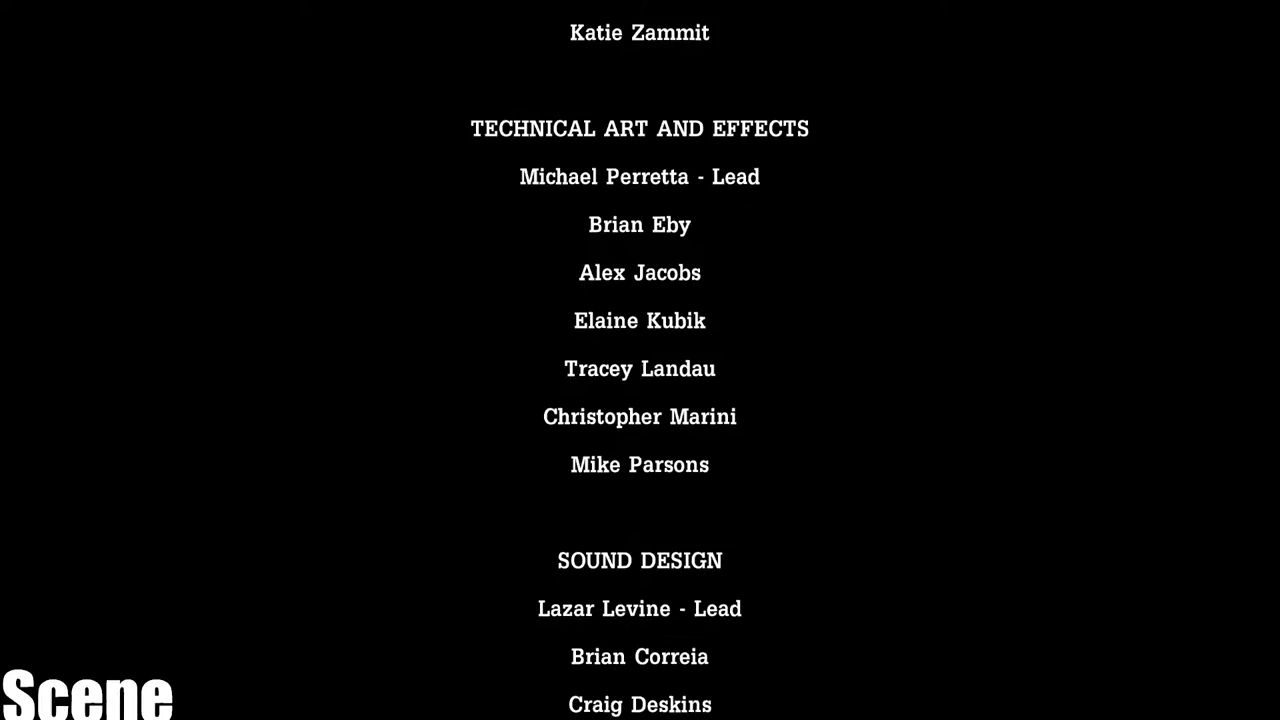 Katie Zammit
TECHNICAL ART AND EFFECTS
Michael Perretta - Lead
Brian Eby
Alex Jacobs
Elaine Kubik
Tracey Landau
Christopher Marini
Mike Parsons
SOUND DESIGN
Lazar Levine - Lead
Brian Correia
Craig Deskins
Scene